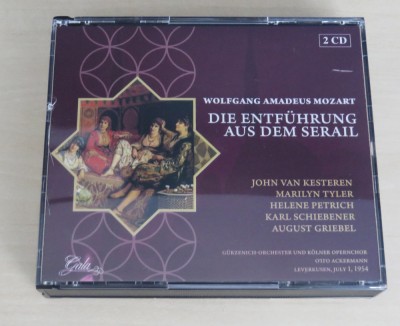 2 CD
WOLFGANG AMADEUS MOZART
DIE ENTFÜHRUNG
AUS DEM SERAIL
JOHN VAN KESTEREN
MARILYN TYLER
HELENE PETRICH
KARL SCHIEBENER
AUGUST GRIEBEL
GÜRZENICH-ORCHESTER UND KÖLNER OPERNCHOR
OTTO ACKERMANN
LEVERKUSEN, JULY 1, 1954
Gala